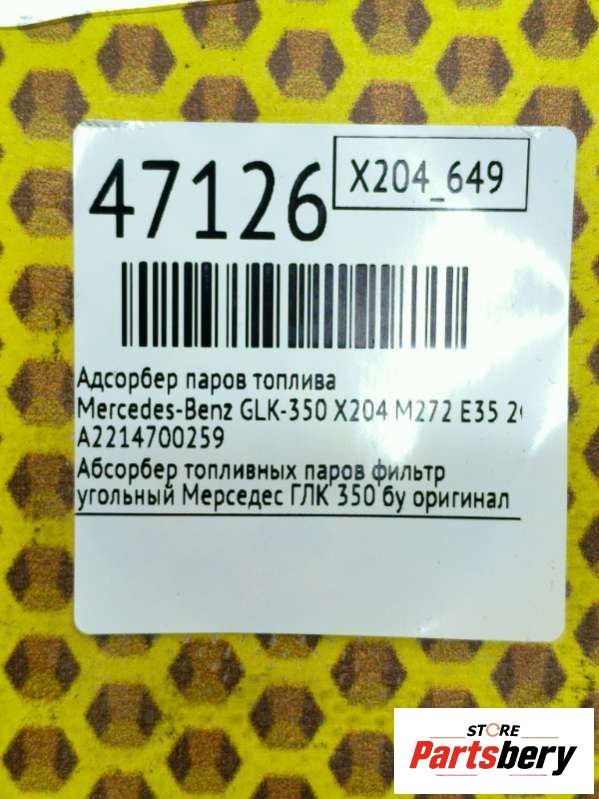 47126
X204_649
Адсорбер паров топлива
Mercedes-Benz GLK-350 X204 M272 E35
A2214700259
Абсорбер топливных паров фильтр
угольный Мерседес ГЛК 350 бу оригинал
STORE
Partsbery